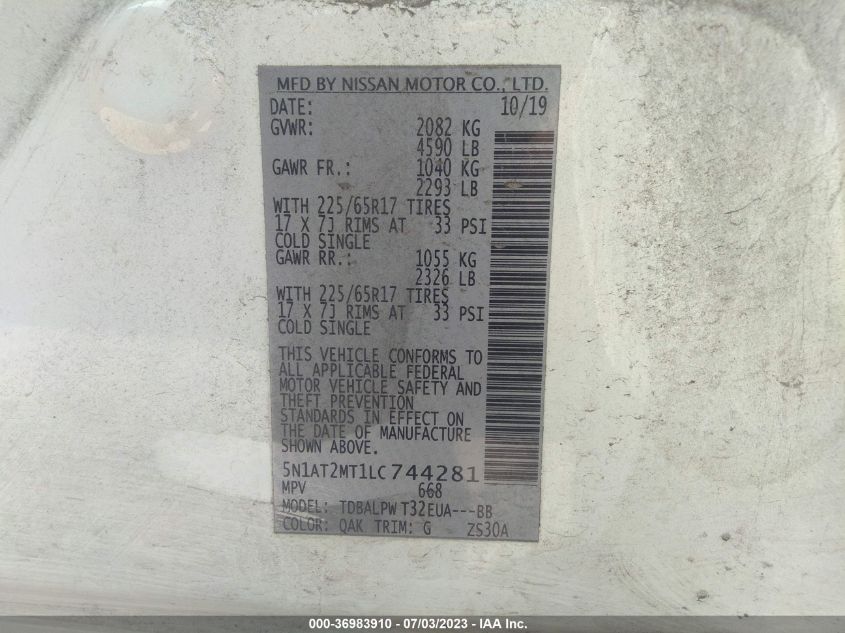 MFD BY NISSAN MOTOR CO., LTD.
DATE: 10/19
GVWR: 2082 KG
4590 LB
GAWR FR.: 1040 KG
2293 LB
WITH 225/65R17 TIRES
17 X 7J RIMS AT 33 PSI
COLD SINGLE
GAWR RR.: 1055 KG
2326 LB
WITH 225/65R17 TIRES
17 X 7J RIMS AT 33 PSI
COLD SINGLE
THIS VEHICLE CONFORMS TO
ALL APPLICABLE FEDERAL
MOTOR VEHICLE SAFETY AND
THEFT PREVENTION
STANDARDS IN EFFECT ON
THE DATE OF MANUFACTURE
SHOWN ABOVE.
5N1AT2MT1LC744281
MPV 668
MODEL: TDBALPW T32EUA---BB
COLOR: QAK TRIM: G ZS30A
000-36983910 - 07/03/2023 - Copyright © IAA, Inc.